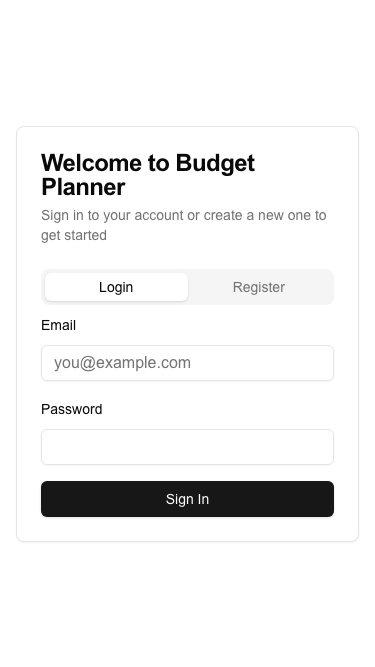 Welcome to Budget
Planner
Sign in to your account or create a new one to
get started
Login
Register
Email
you@example.com
Password
Sign In